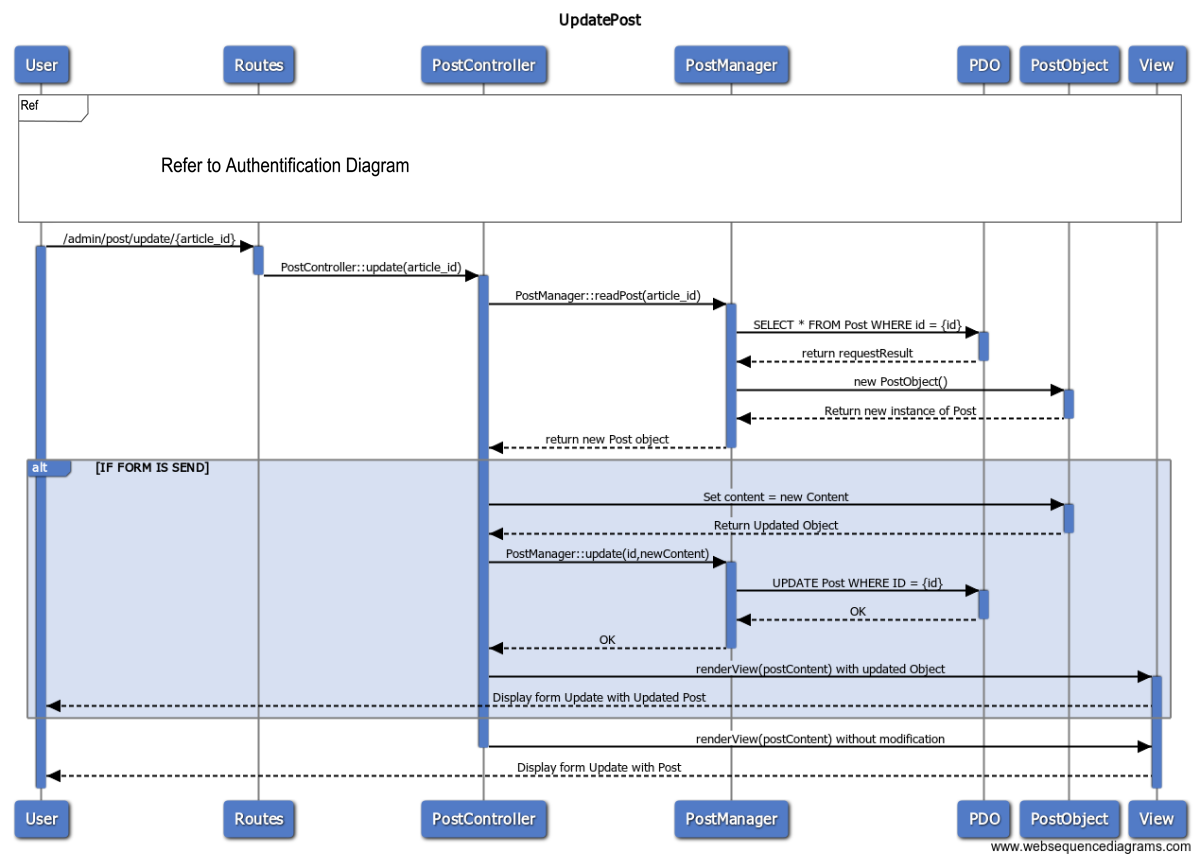 UpdatePost
User Routes PostController PostManager PDO PostObject View
Ref
Refer to Authentification Diagram
/admin/post/update/{article_id}
PostController::update(article_id)
PostManager::readPost(article_id)
SELECT * FROM Post WHERE id = {id}
return requestResult
new PostObject()
Return new instance of Post
return new Post object
alt [IF FORM IS SEND]
Set content = new Content
Return Updated Object
PostManager::update(id,newContent)
UPDATE Post WHERE ID = {id}
OK
OK
renderView(postContent) with updated Object
Display form Update with Updated Post
renderView(postContent) without modification
Display form Update with Post
User Routes PostController PostManager PDO PostObject View
www.websequencediagrams.com